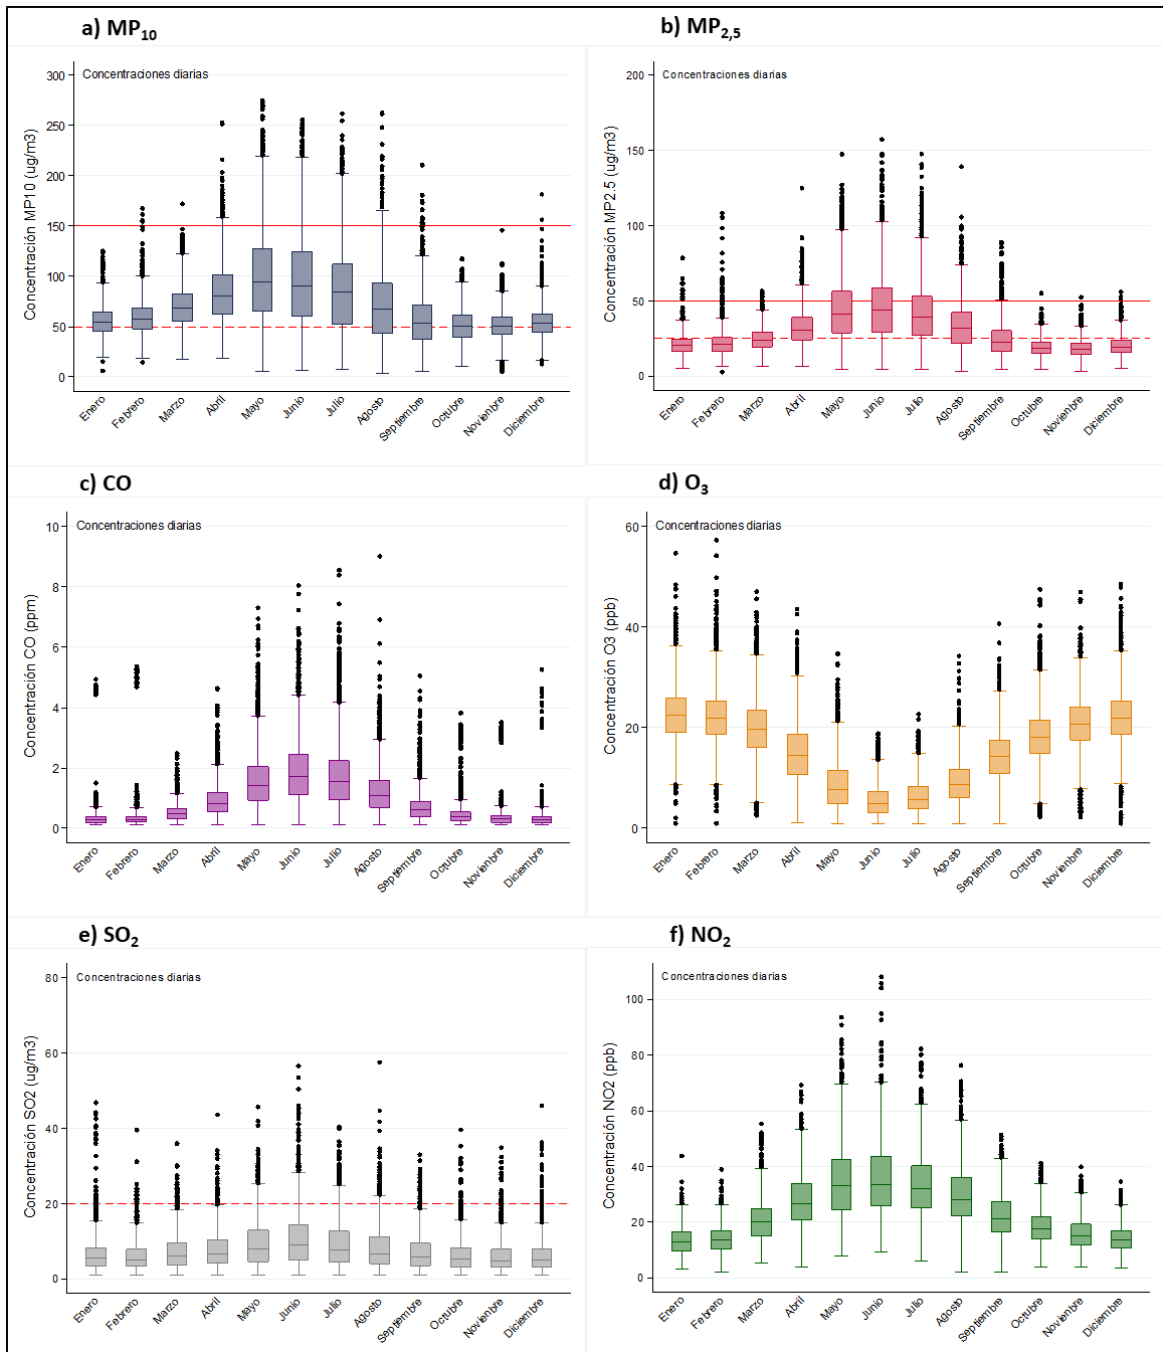 a) MP10
Concentraciones diarias
Concentración MP10 (ug/m3)
300
250
200
150
100
50
0
Enero
Febrero
Marzo
Abril
Mayo
Junio
Julio
Agosto
Septiembre
Octubre
Noviembre
Diciembre
b) MP2,5
Concentraciones diarias
Concentración MP2.5 (ug/m3)
200
150
100
50
0
Enero
Febrero
Marzo
Abril
Mayo
Junio
Julio
Agosto
Septiembre
Octubre
Noviembre
Diciembre
c) CO
Concentraciones diarias
Concentración CO (ppm)
10
8
6
4
2
0
Enero
Febrero
Marzo
Abril
Mayo
Junio
Julio
Agosto
Septiembre
Octubre
Noviembre
Diciembre
d) O3
Concentraciones diarias
Concentración O3 (ppb)
60
40
20
0
Enero
Febrero
Marzo
Abril
Mayo
Junio
Julio
Agosto
Septiembre
Octubre
Noviembre
Diciembre
e) SO2
Concentraciones diarias
Concentración SO2 (ug/m3)
80
60
40
20
0
Enero
Febrero
Marzo
Abril
Mayo
Junio
Julio
Agosto
Septiembre
Octubre
Noviembre
Diciembre
f) NO2
Concentraciones diarias
Concentración NO2 (ppb)
100
80
60
40
20
0
Enero
Febrero
Marzo
Abril
Mayo
Junio
Julio
Agosto
Septiembre
Octubre
Noviembre
Diciembre